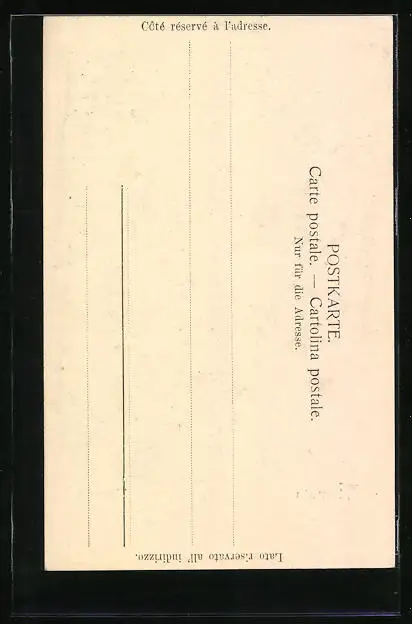 POSTKARTE.
Carte postale. — Cartolina postale.
Nur für die Adresse.
Côté réservé à l'adresse.
Lato riservato all' indirizzo.